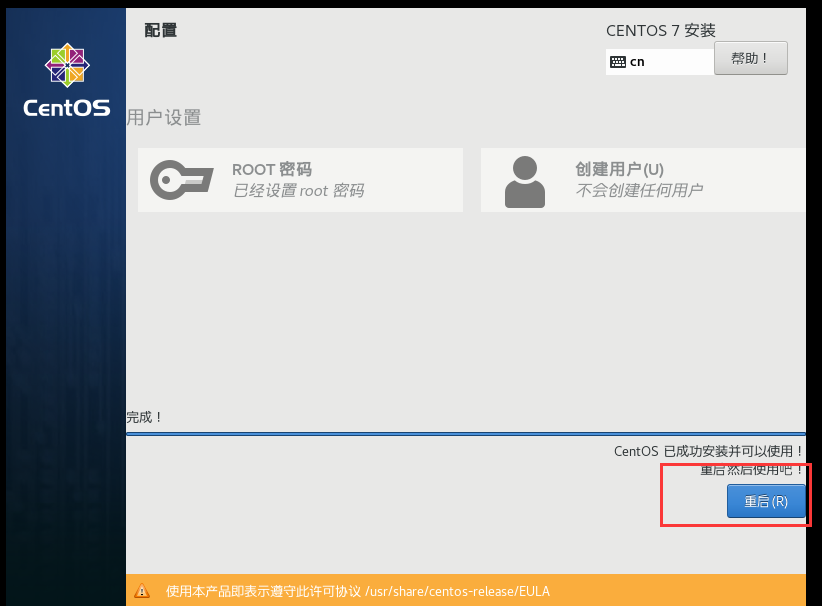 配置
CENTOS 7 安装
cn
帮助！
CentOS
用户设置
ROOT 密码
已经设置 root 密码
创建用户(U)
不会创建任何用户
完成！
CentOS 已成功安装并可以使用！
重启然后使用吧！
重启(R)
使用本产品即表示遵守此许可协议 /usr/share/centos-release/EULA